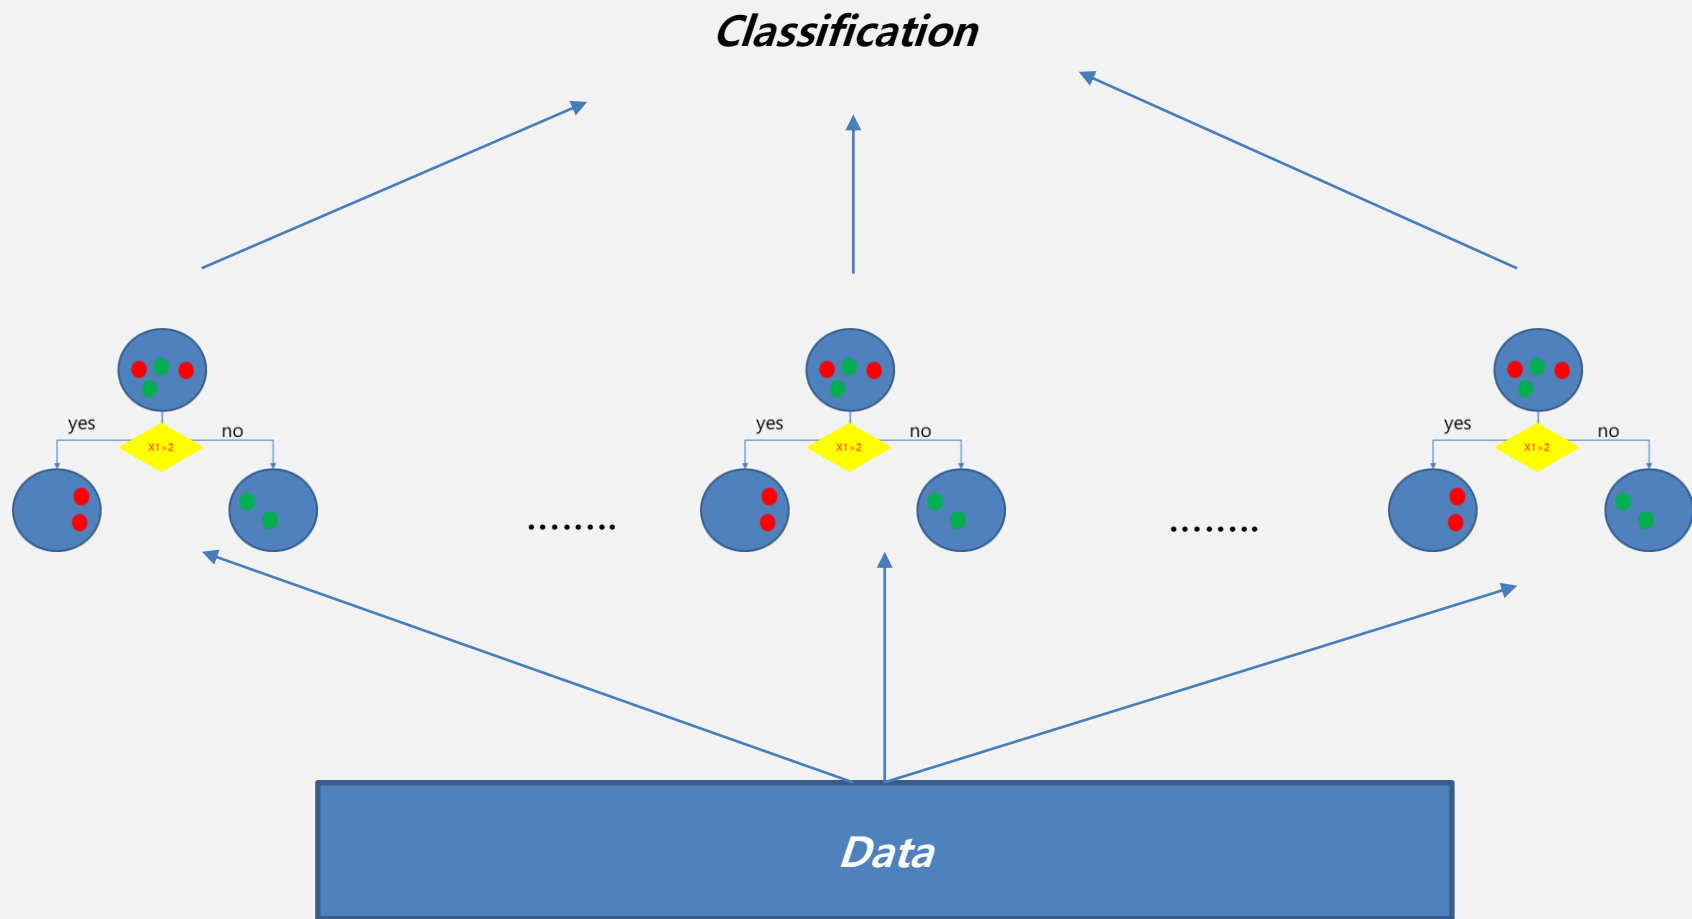 Classification
yes
no
X1>2
yes
no
X1>2
yes
no
X1>2
........
........
Data